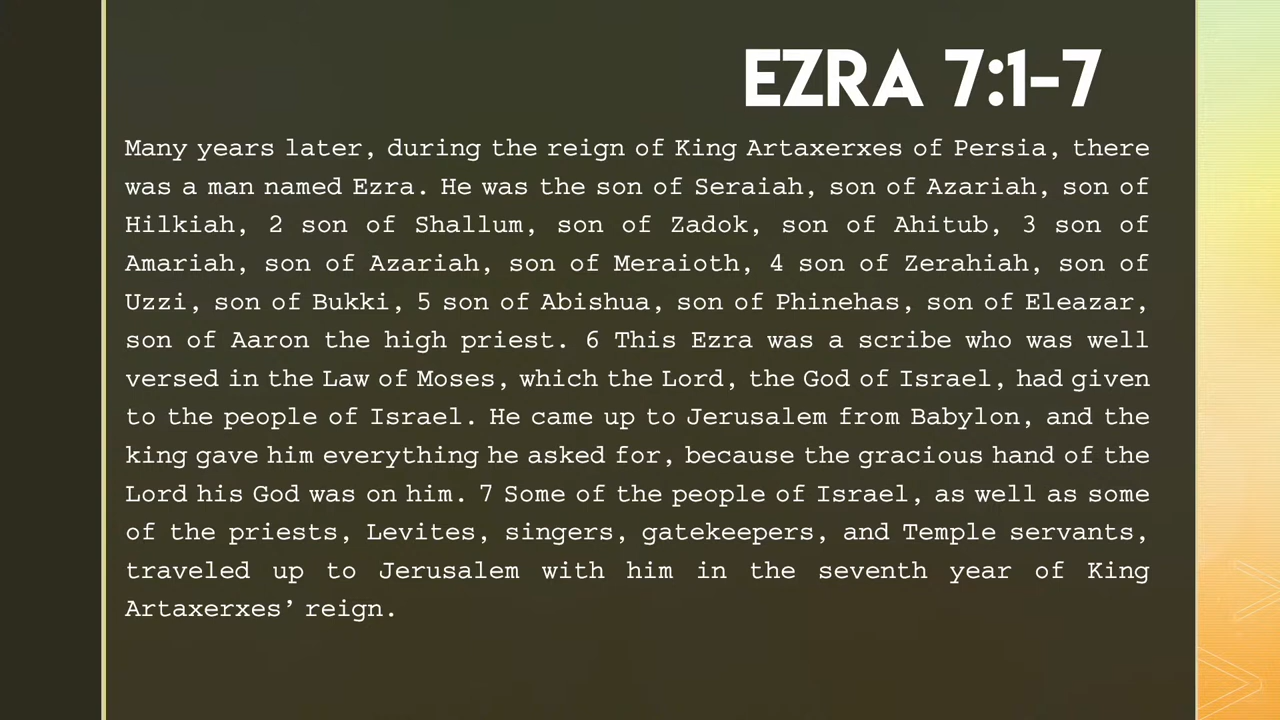 EZRA 7:1-7
Many years later, during the reign of King Artaxerxes of Persia, there
was a man named Ezra. He was the son of Seraiah, son of Azariah, son of
Hilkiah, 2 son of Shallum, son of Zadok, son of Ahitub, 3 son of
Amariah, son of Azariah, son of Meraioth, 4 son of Zerahiah, son of
Uzzi, son of Bukki, 5 son of Abishua, son of Phinehas, son of Eleazar,
son of Aaron the high priest. 6 This Ezra was a scribe who was well
versed in the Law of Moses, which the Lord, the God of Israel, had given
to the people of Israel. He came up to Jerusalem from Babylon, and the
king gave him everything he asked for, because the gracious hand of the
Lord his God was on him. 7 Some of the people of Israel, as well as some
of the priests, Levites, singers, gatekeepers, and Temple servants,
traveled up to Jerusalem with him in the seventh year of King
Artaxerxes’ reign.